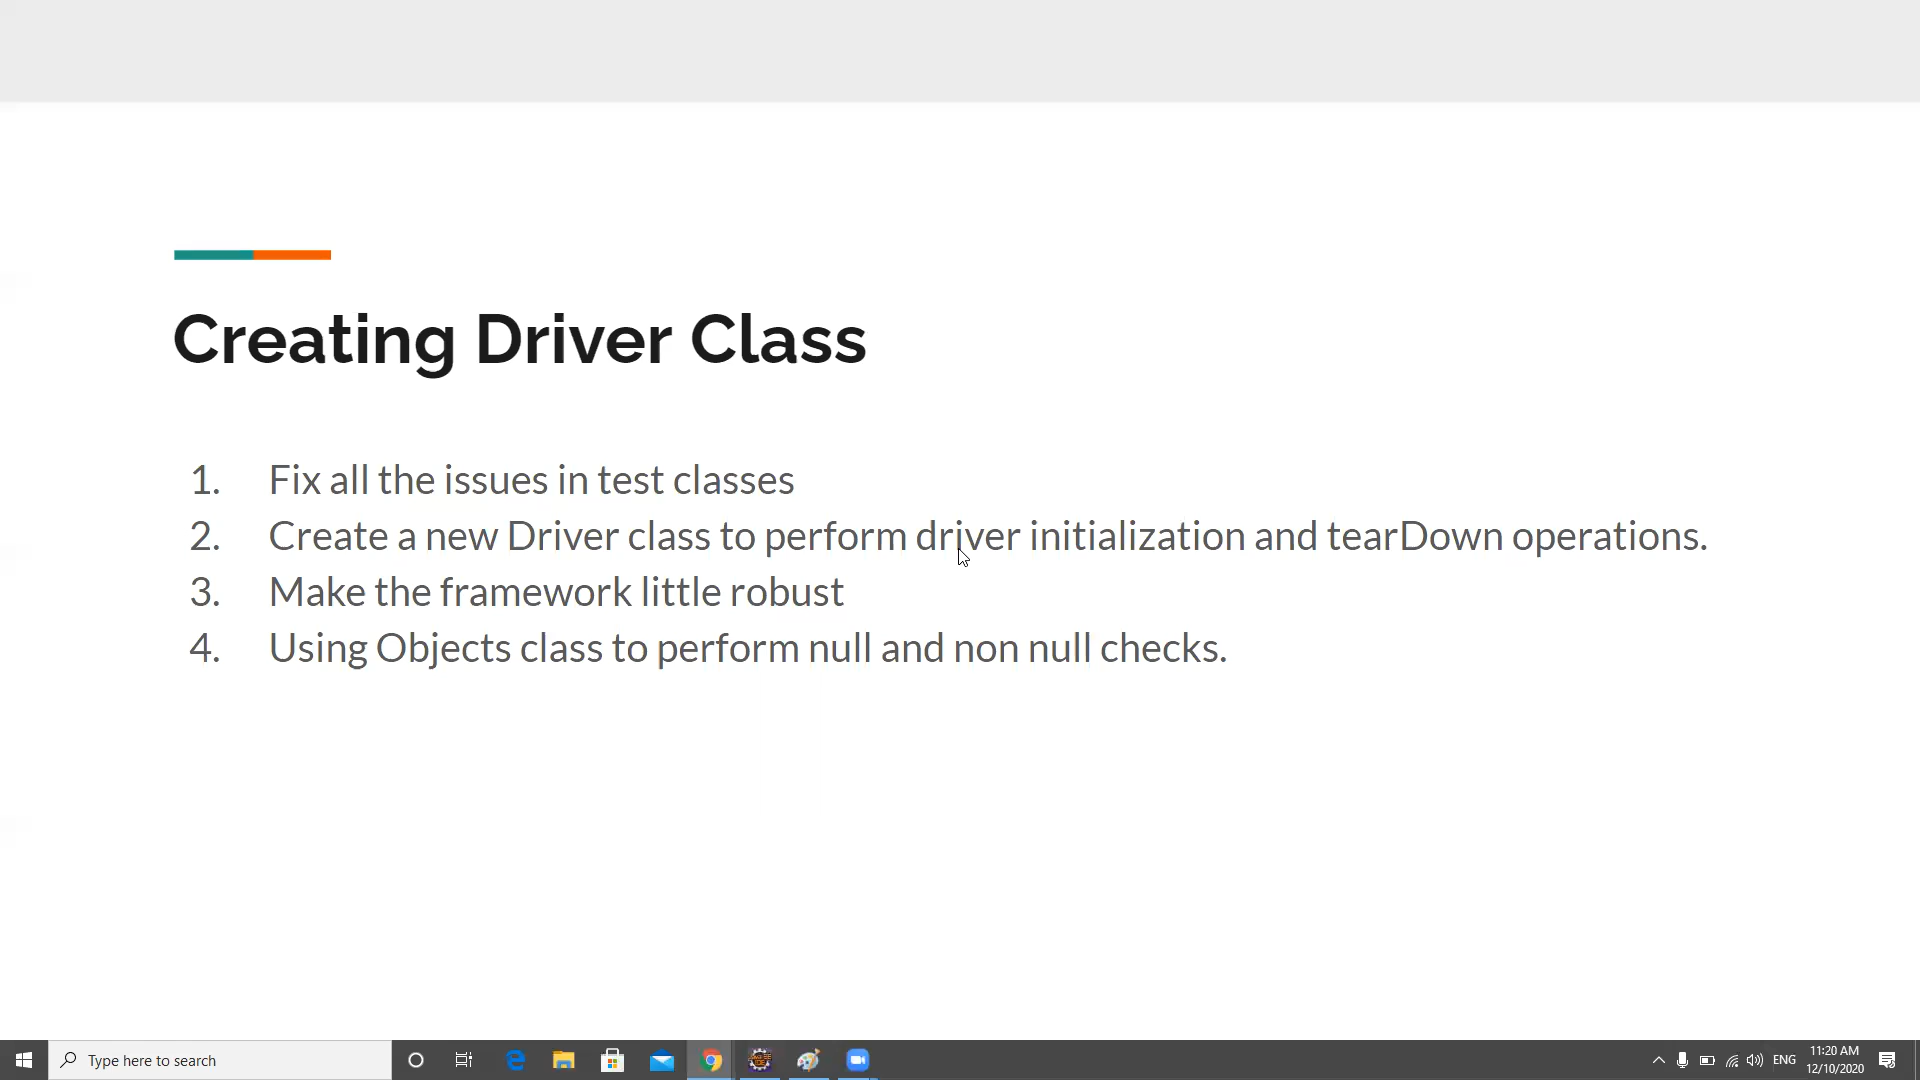 Creating Driver Class
1. Fix all the issues in test classes
2. Create a new Driver class to perform driver initialization and tearDown operations.
3. Make the framework little robust
4. Using Objects class to perform null and non null checks.
Type here to search
ENG
11:20 AM
12/10/2020